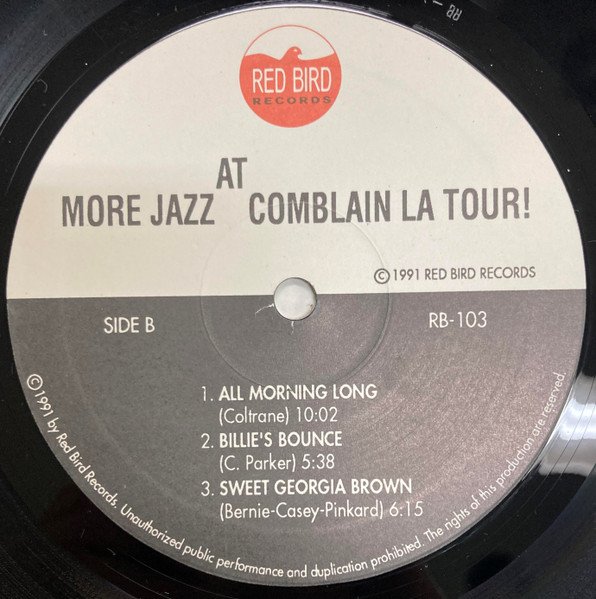 RED BIRD
RECORDS
MORE JAZZ AT COMBLAIN LA TOUR!
© 1991 RED BIRD RECORDS
SIDE B
RB-103
1. ALL MORNING LONG
(Coltrane) 10:02
2. BILLIE'S BOUNCE
(C. Parker) 5:38
3. SWEET GEORGIA BROWN
(Bernie-Casey-Pinkard) 6:15
© 1991 by Red Bird Records. Unauthorized public performance and duplication prohibited. The rights of this production are reserved.